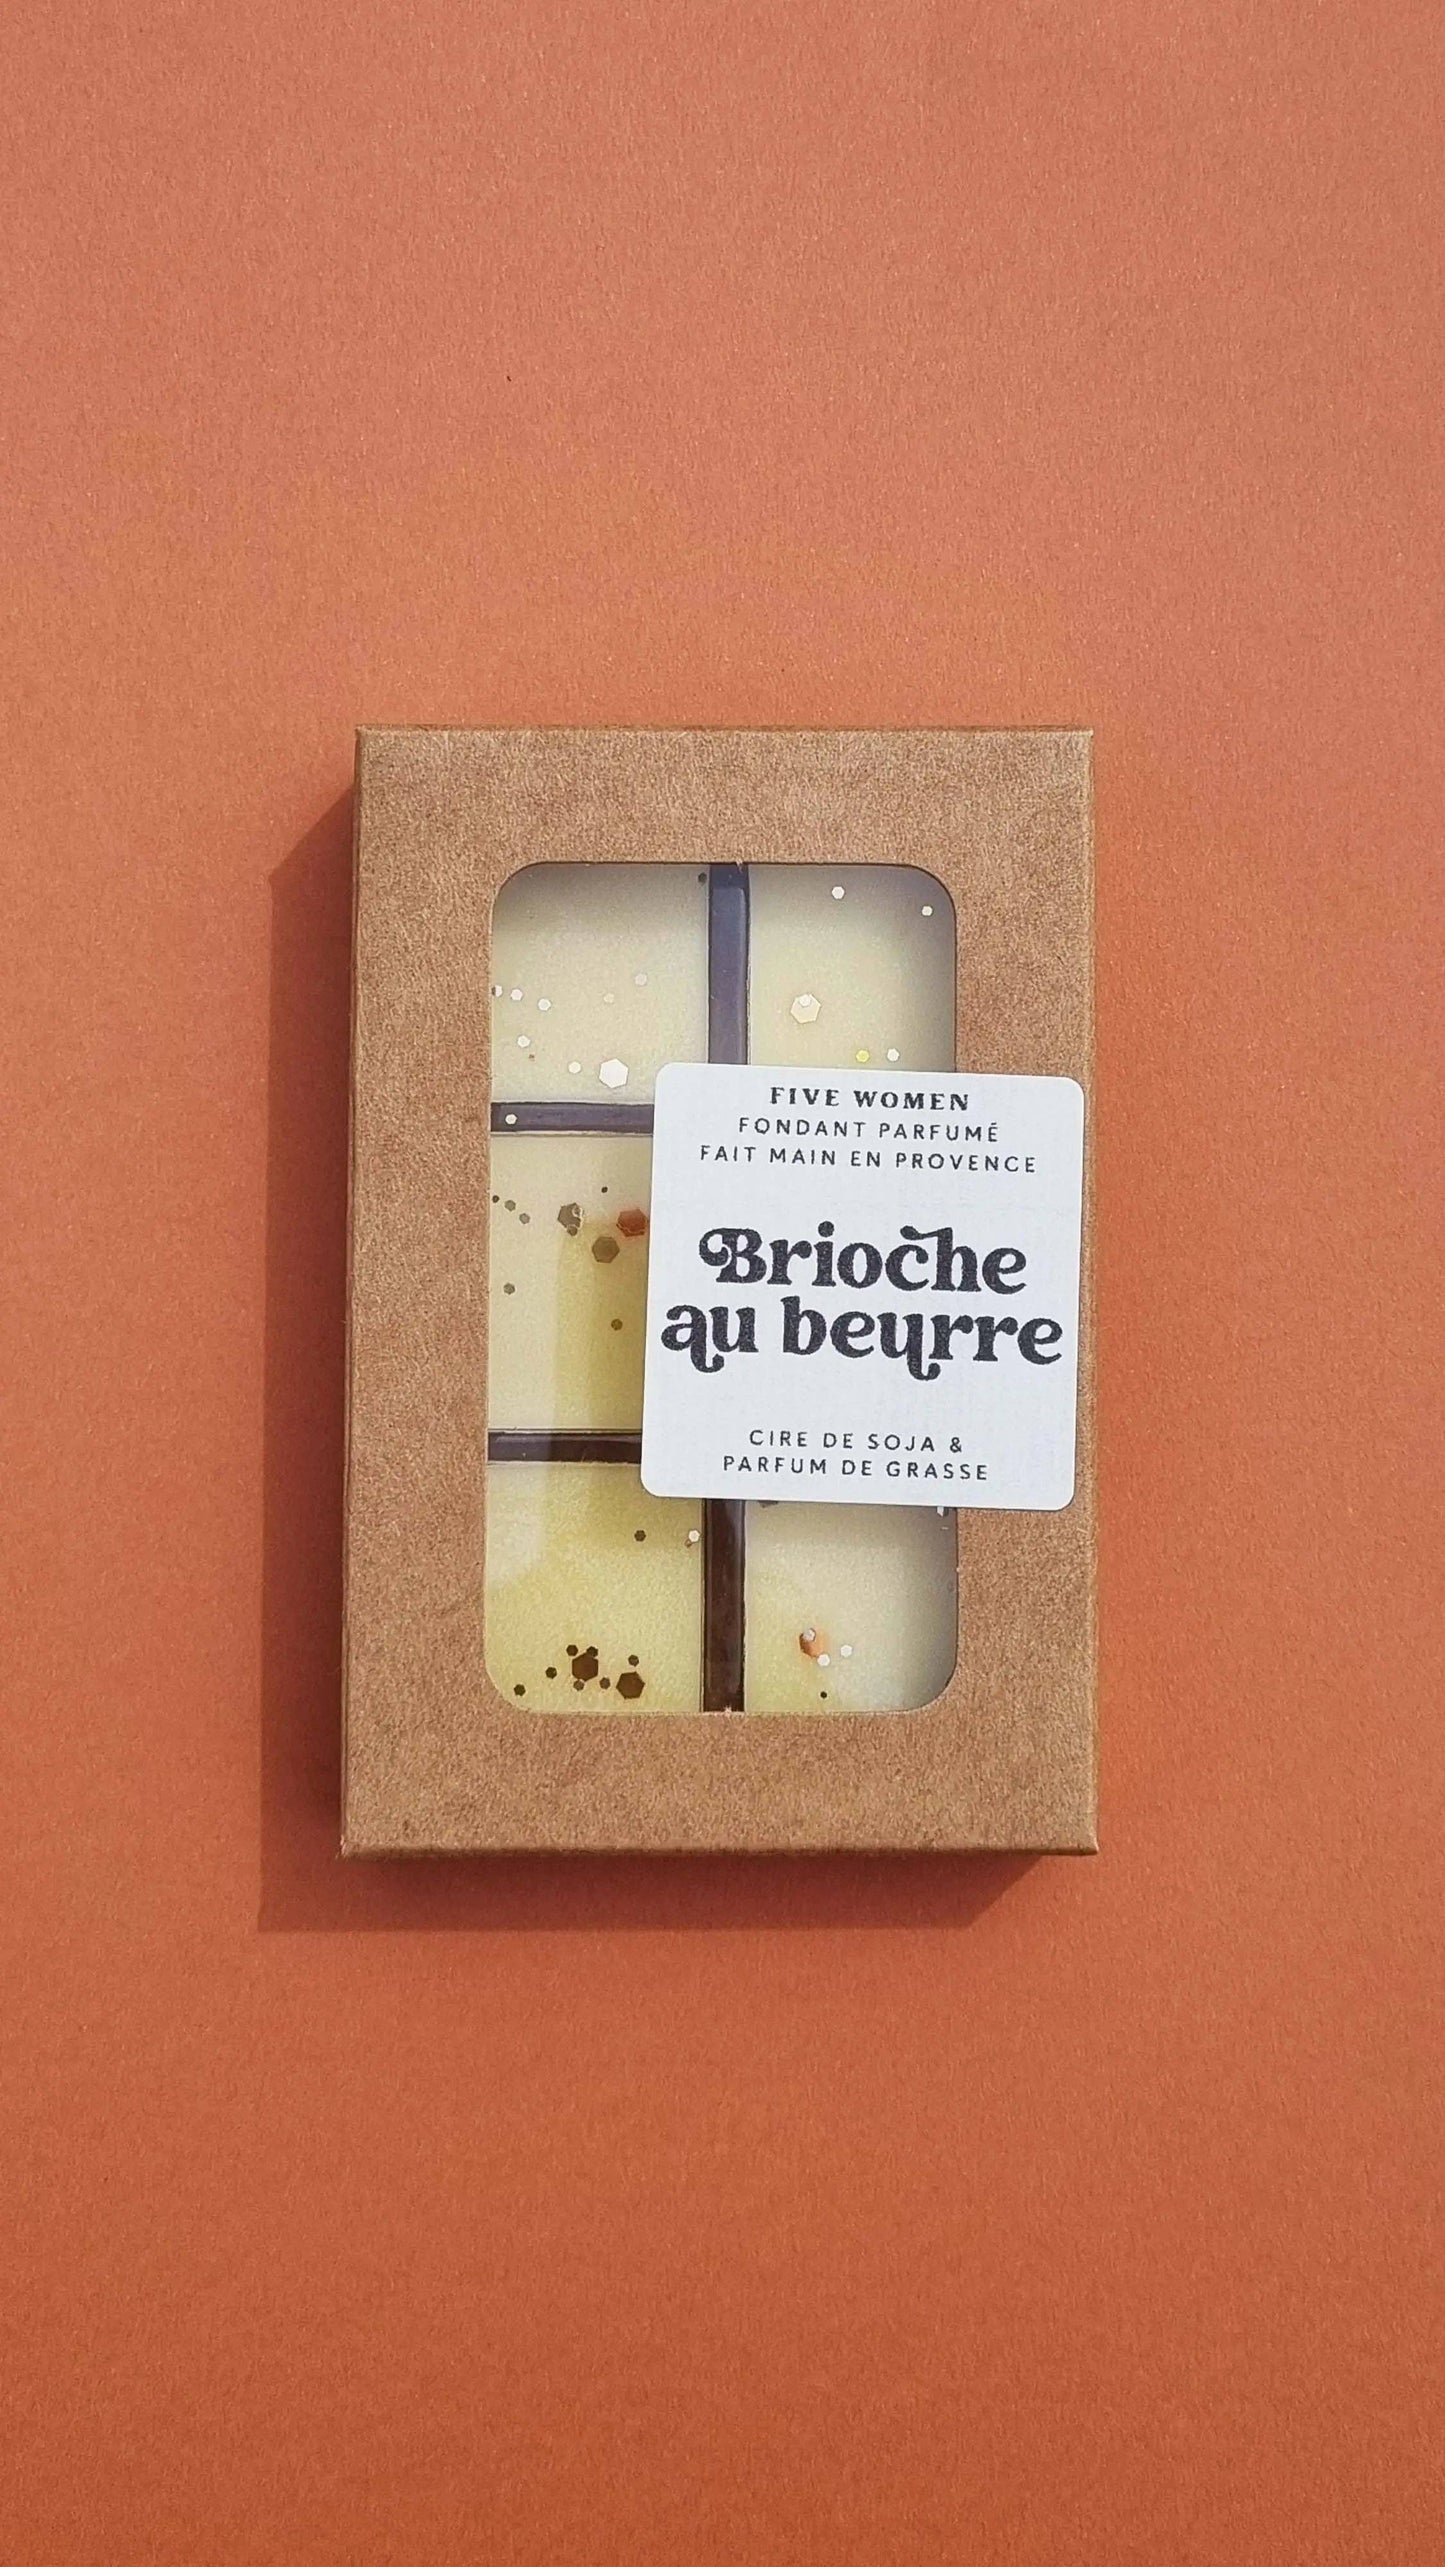 FIVE WOMEN
FONDANT PARFUMÉ
FAIT MAIN EN PROVENCE
Brioche
au beurre
CIRE DE SOJA &
PARFUM DE GRASSE